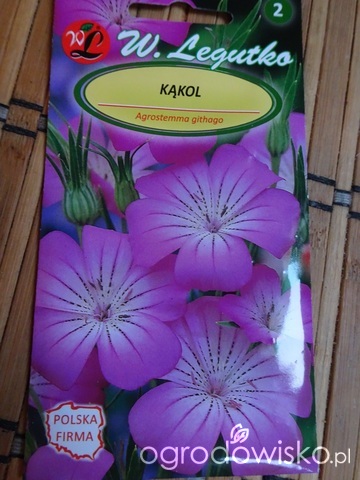 2
WL
W. Legutko
KĄKOL
Agrostemma githago
POLSKA
FIRMA
ogrodowisko.pl